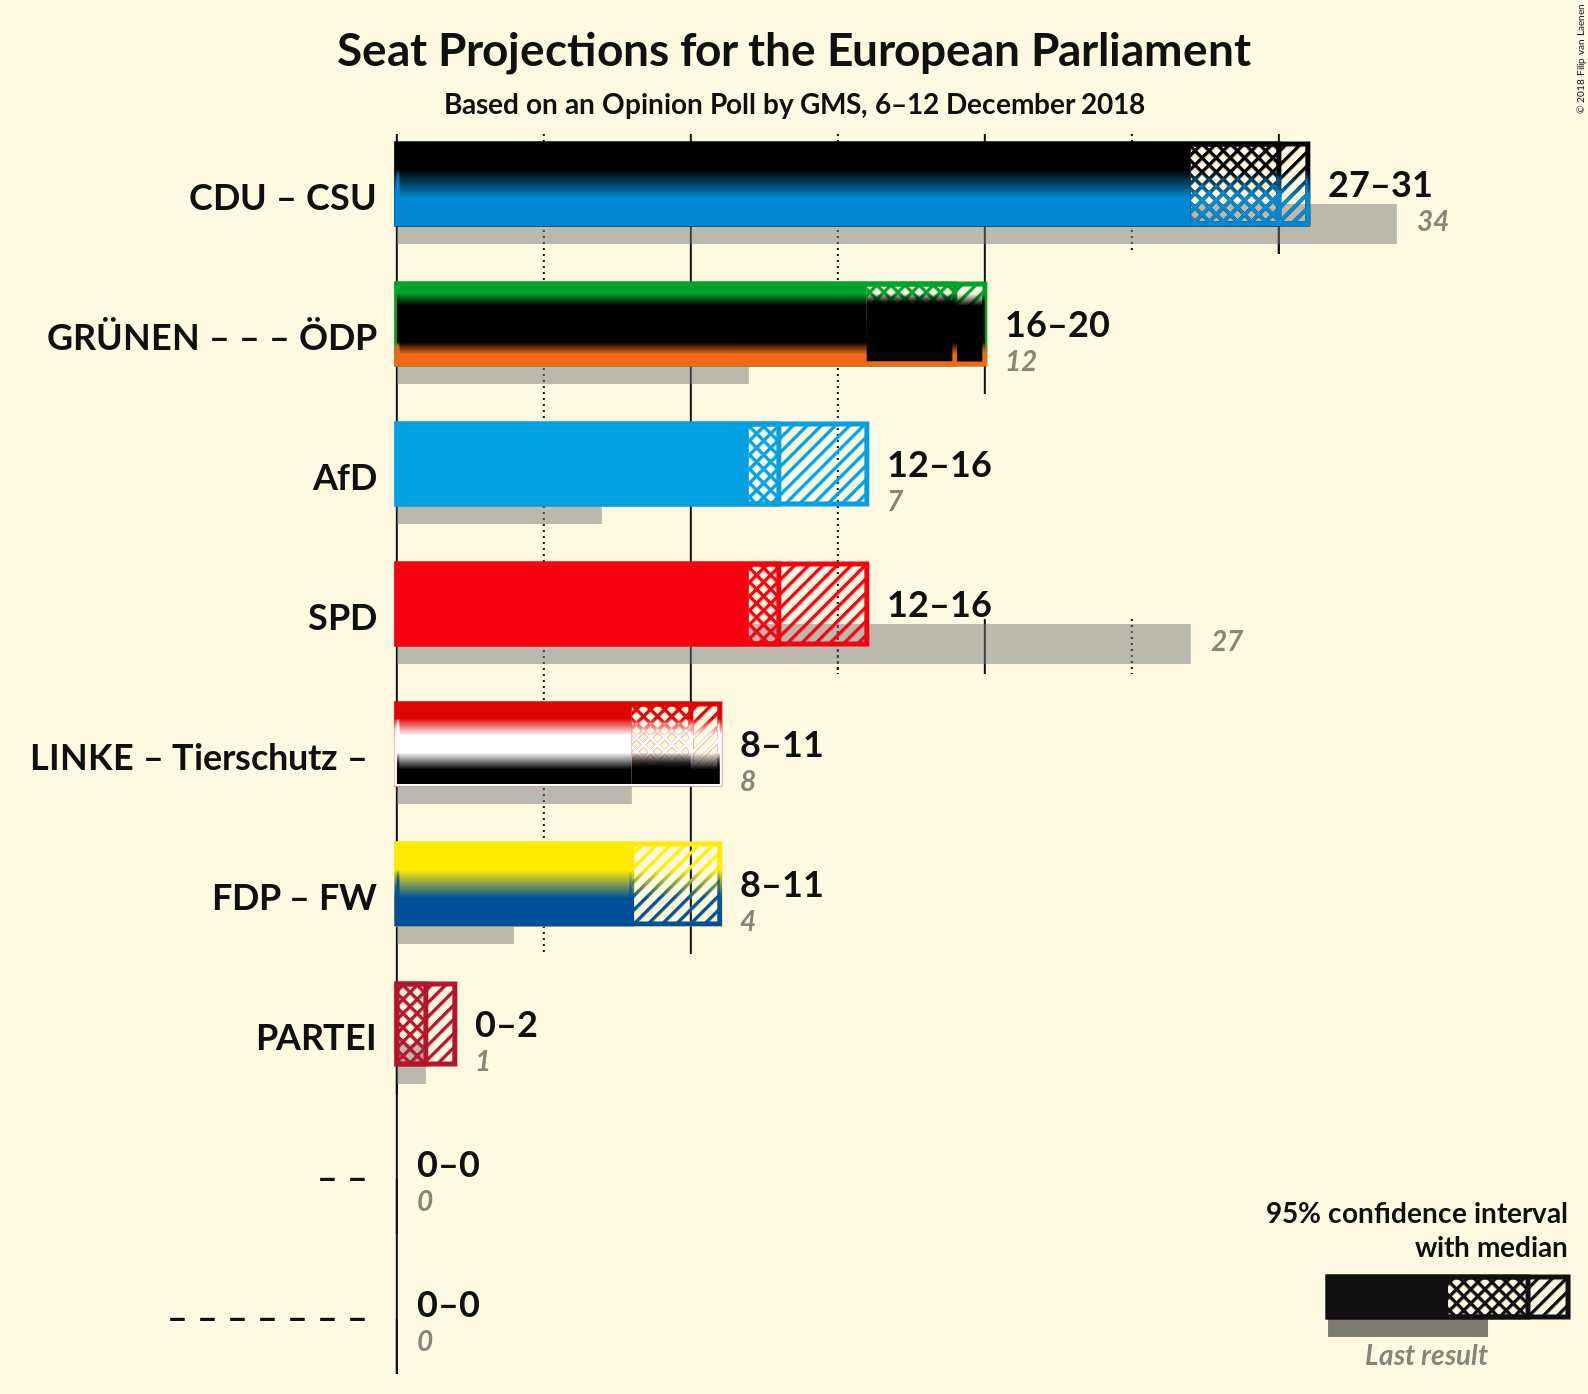 Seat Projections for the European Parliament
Based on an Opinion Poll by GMS, 6–12 December 2018
© 2018 Filip van Laenen
CDU – CSU
27–31
34
GRÜNEN – – – ÖDP
16–20
12
AfD
12–16
7
SPD
12–16
27
LINKE – Tierschutz –
8–11
8
FDP – FW
8–11
4
PARTEI
0–2
1
– –
0–0
0
– – – – – – –
0–0
0
95% confidence interval
with median
Last result